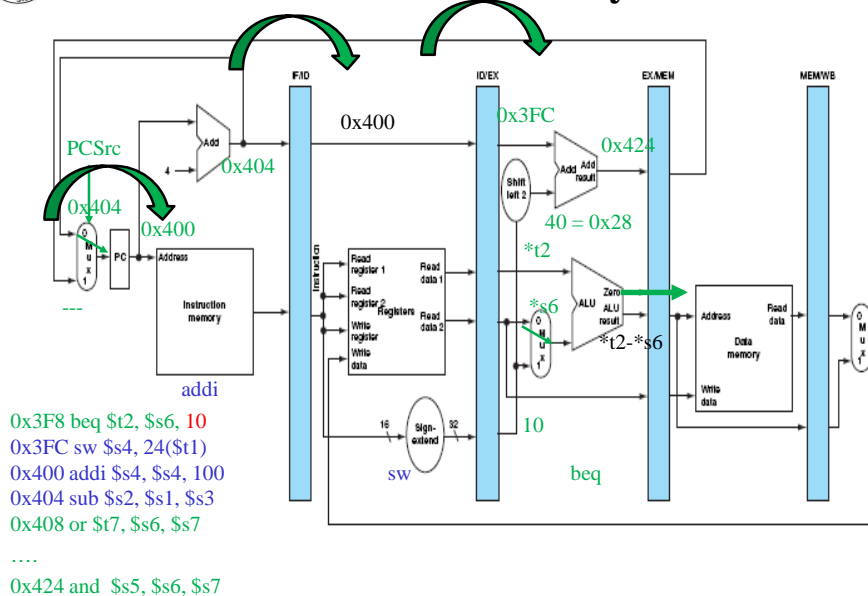 IF/ID
ID/EX
EX/MEM
MEM/WB
0x400
0x3FC
PCSrc
Add
0x404
4
0x424
Add Add result
Shift left 2
0x404
0x400
40 = 0x28
0 M u x 1
PC
Address
Instruction memory
Instruction
Read register 1
Read register 2
Write register
Write data
Registers
Read data 1
Read data 2
*t2
*s6
0 M u x 1
Zero
ALU
ALU result
*t2-*s6
Address
Read data
Data memory
Write data
0 M u x 1
---
16
Sign-extend
32
10
addi
sw
beq
0x3F8 beq $t2, $s6, 10
0x3FC sw $s4, 24($t1)
0x400 addi $s4, $s4, 100
0x404 sub $s2, $s1, $s3
0x408 or $t7, $s6, $s7
....
0x424 and $s5, $s6, $s7